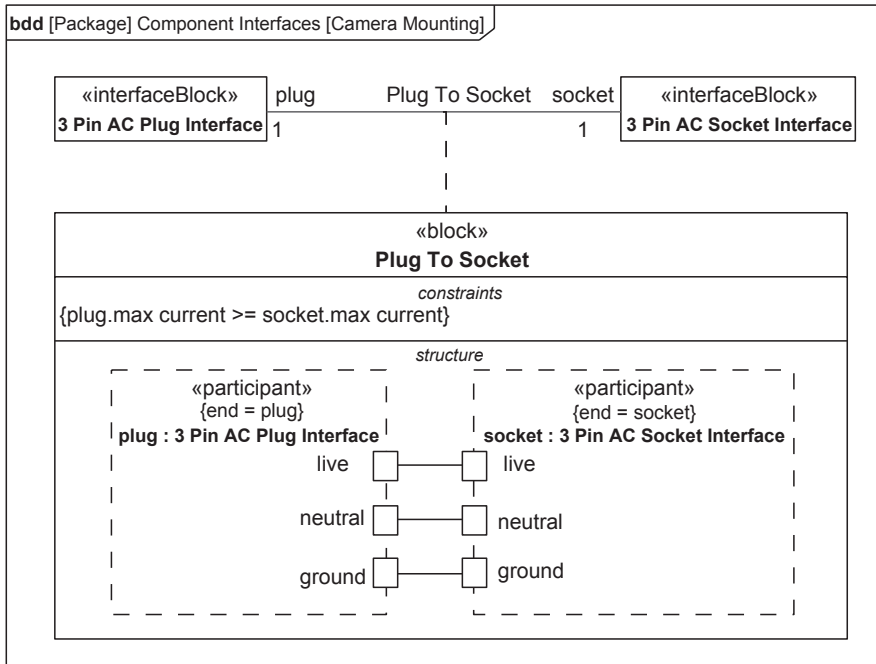 bdd [Package] Component Interfaces [Camera Mounting]
«interfaceBlock» plug Plug To Socket socket «interfaceBlock»
3 Pin AC Plug Interface 1 1 3 Pin AC Socket Interface
«block»
Plug To Socket
constraints
{plug.max current >= socket.max current}
structure
«participant» «participant»
{end = plug} {end = socket}
plug : 3 Pin AC Plug Interface socket : 3 Pin AC Socket Interface
live live
neutral neutral
ground ground